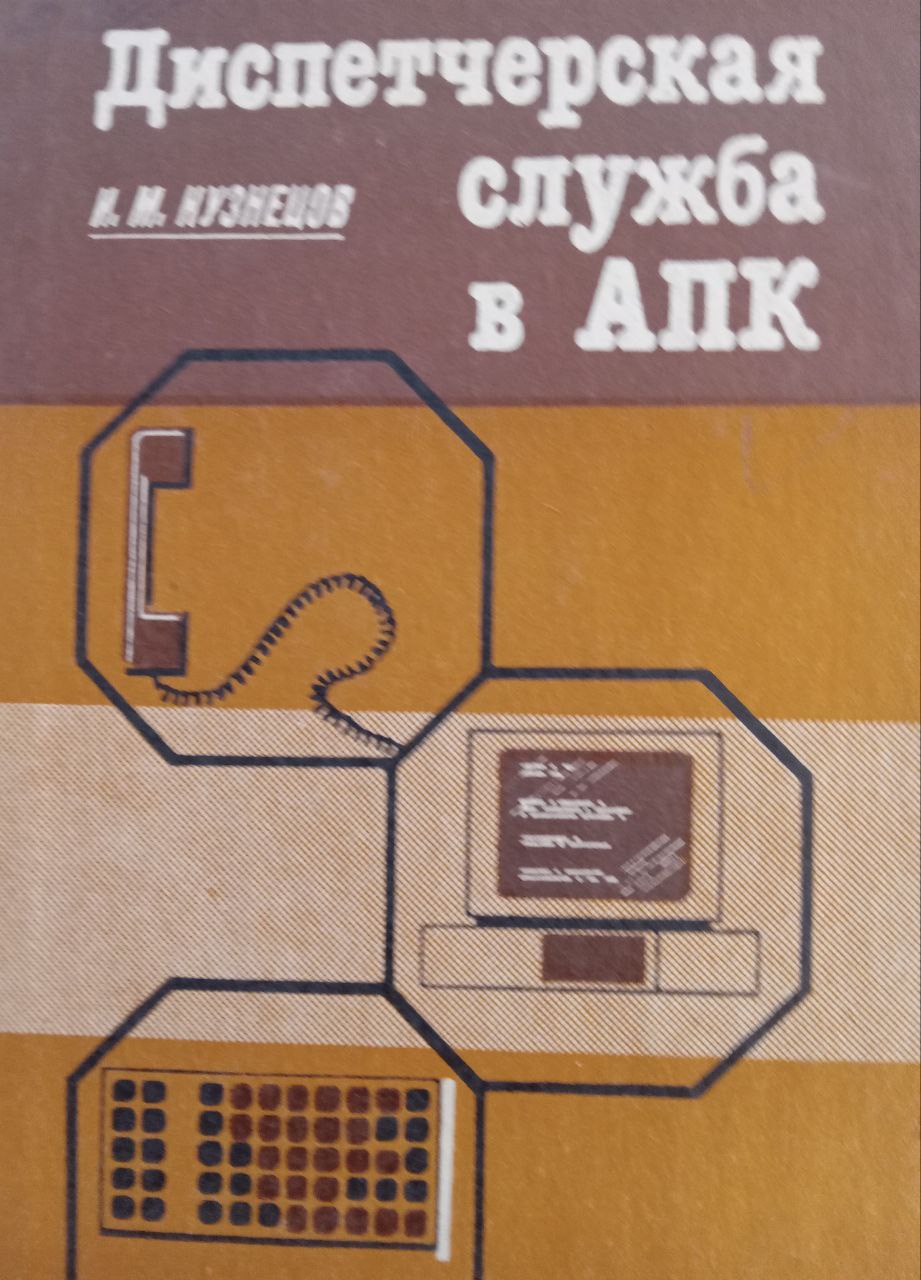 Диспетчерская
служба
И. М. КУЗНЕЦОВ
в АПК